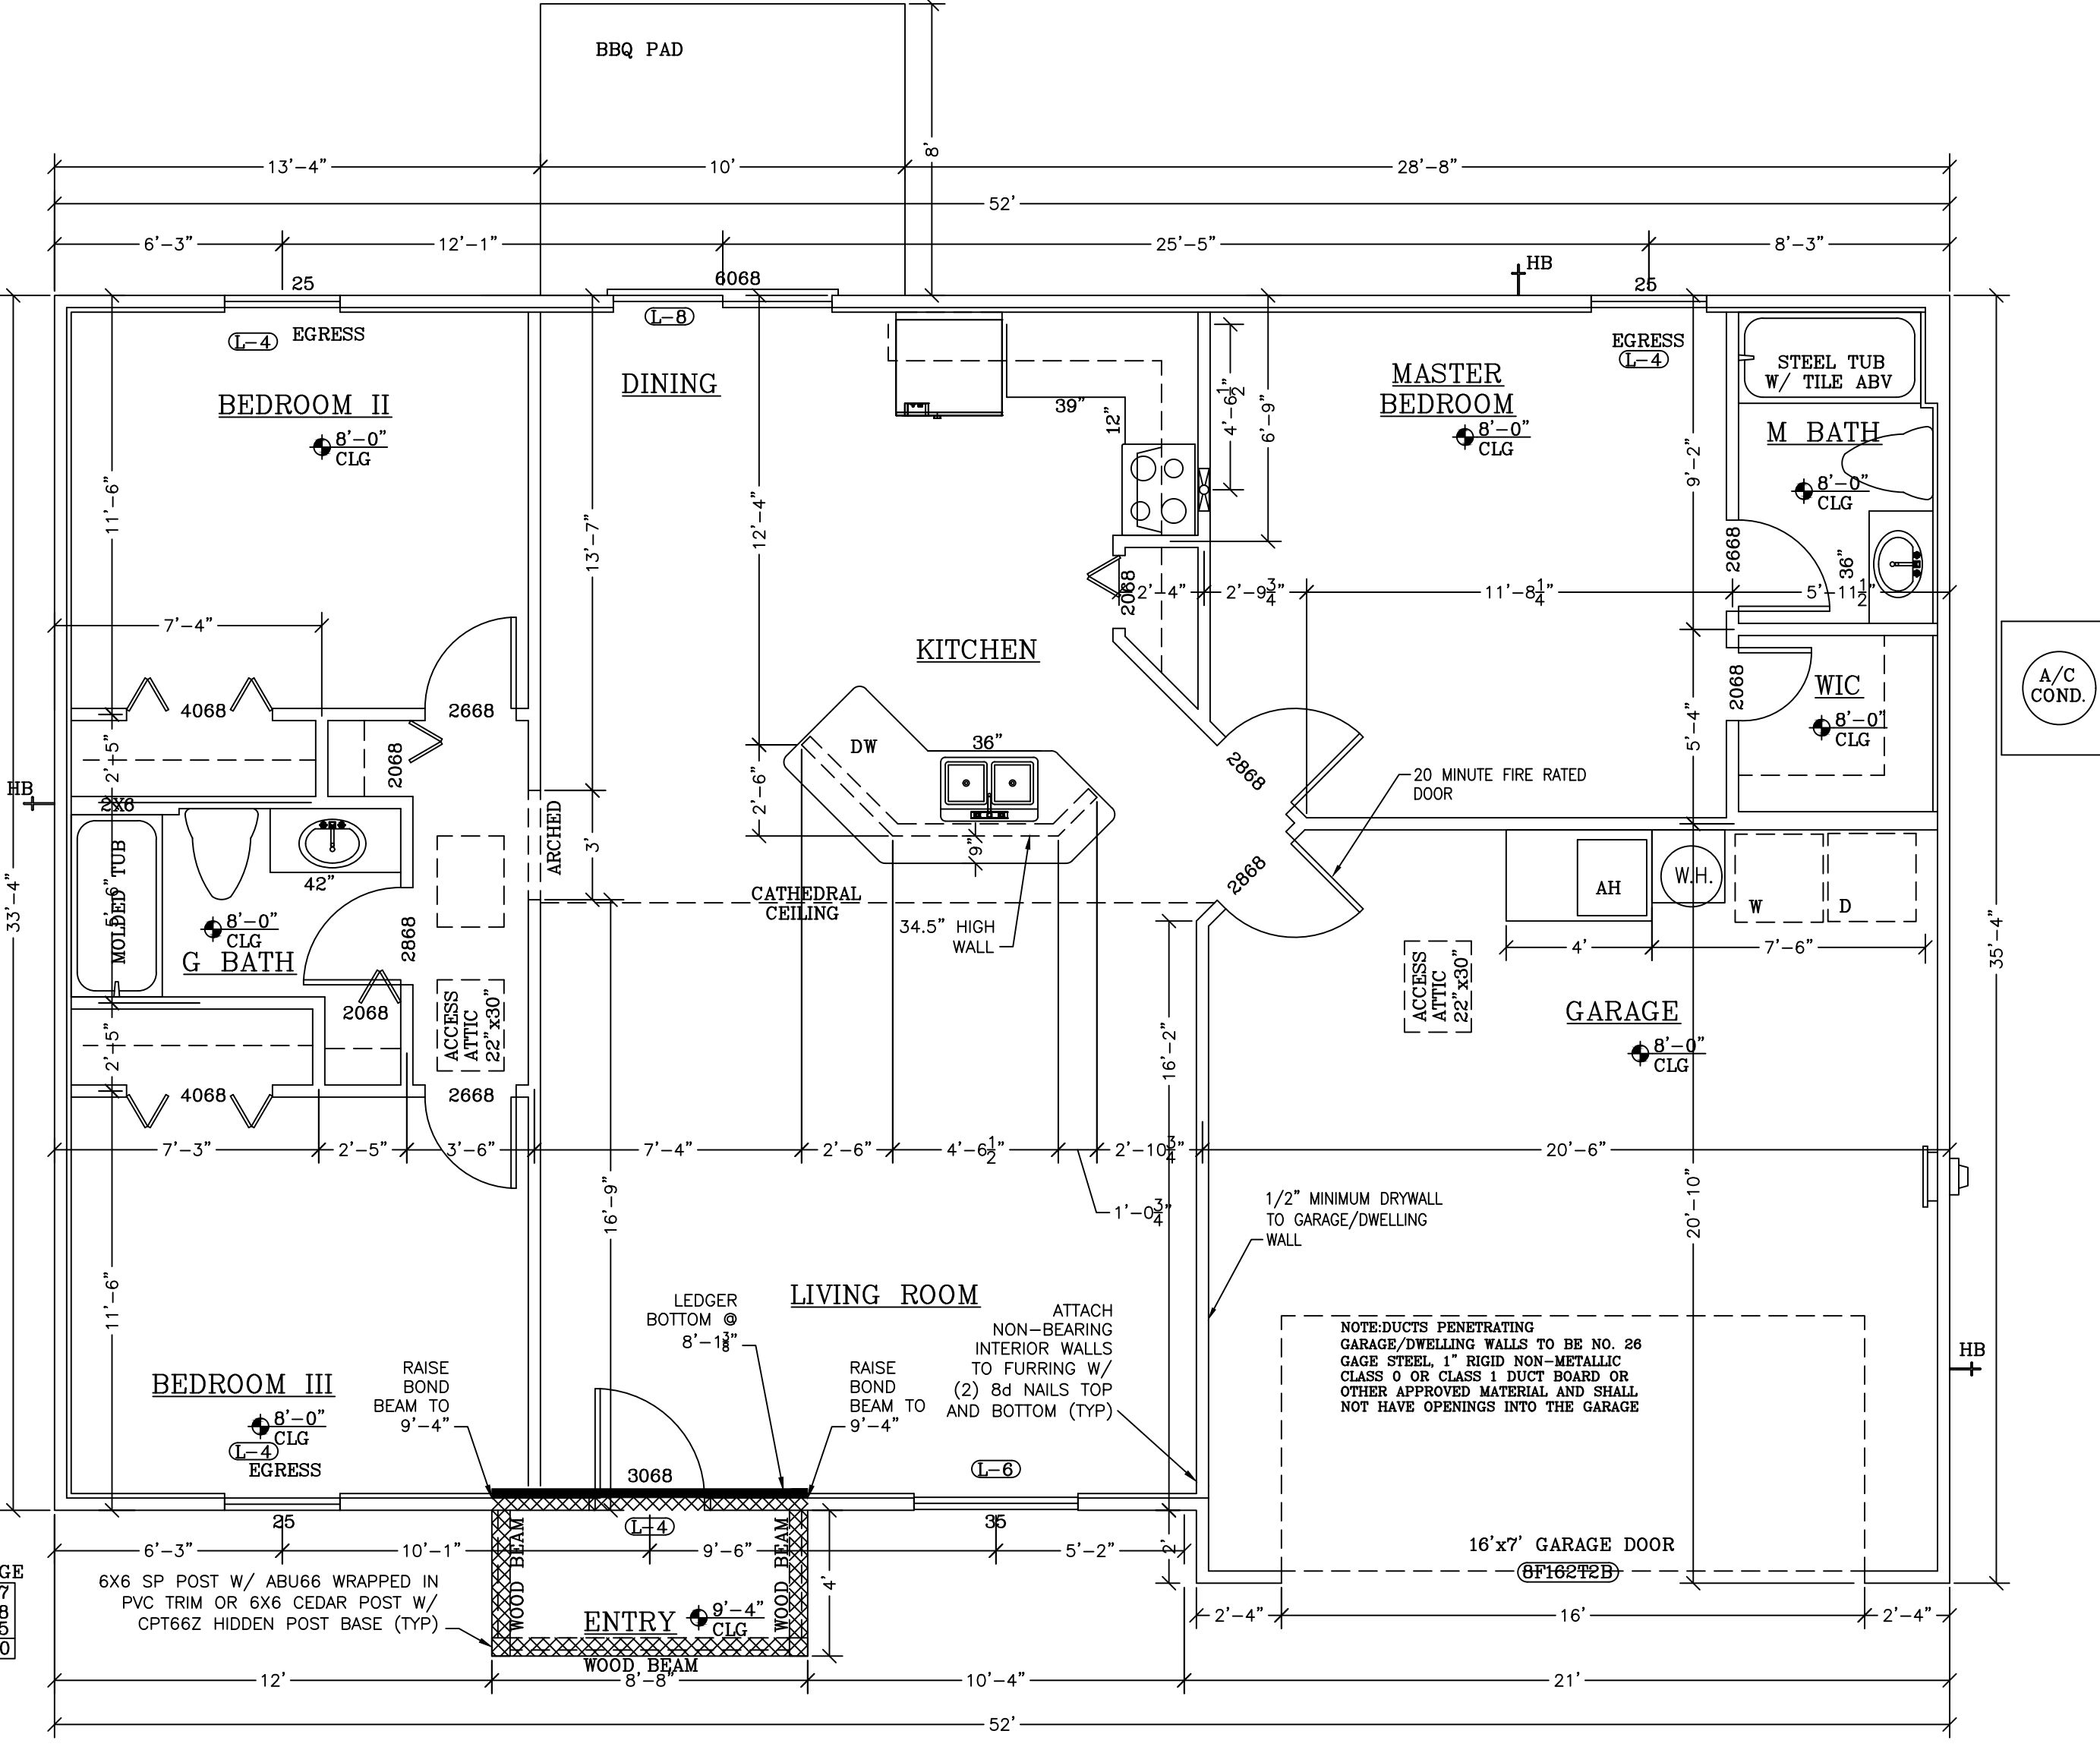 BBQ PAD
8'
13'-4"
10'
28'-8"
52'
6'-3"
12'-1"
25'-5"
8'-3"
25
6068
HB
25
L-4
EGRESS
L-8
EGRESS
L-4
STEEL TUB
W/ TILE ABV
BEDROOM II
8'-0"
CLG
DINING
39"
12"
4'-6 1/2"
6'-9"
MASTER
BEDROOM
8'-0"
CLG
9'-2"
M BATH
8'-0"
CLG
11'-6"
13'-7"
12'-4"
2668
36"
2068
2'-4"
2'-9 3/4"
11'-8 1/4"
5'-11 1/2"
7'-4"
KITCHEN
A/C
COND.
2068
WIC
8'-0"
CLG
4068
2668
2'-5"
2068
DW
36"
2868
5'-4"
20 MINUTE FIRE RATED
DOOR
HB
2X6
2'-6"
ARCHED
3'
9"
MOLDED TUB
5'-6"
42"
8'-0"
CLG
G BATH
2868
CATHEDRAL
CEILING
34.5" HIGH
WALL
2868
AH
W.H.
W
D
4'
7'-6"
33'-4"
35'-4"
2068
ACCESS
ATTIC
22"x30"
ACCESS
ATTIC
22"x30"
GARAGE
8'-0"
CLG
2'-5"
16'-2"
4068
2668
7'-3"
2'-5"
3'-6"
7'-4"
2'-6"
4'-6 1/2"
2'-10 3/4"
20'-6"
1'-0 3/4"
16'-9"
20'-10"
1/2" MINIMUM DRYWALL
TO GARAGE/DWELLING
WALL
11'-6"
LIVING ROOM
LEDGER
BOTTOM @
8'-1 3/8"
ATTACH
NON-BEARING
INTERIOR WALLS
TO FURRING W/
(2) 8d NAILS TOP
AND BOTTOM (TYP)
NOTE:DUCTS PENETRATING
GARAGE/DWELLING WALLS TO BE NO. 26
GAGE STEEL, 1" RIGID NON-METALLIC
CLASS 0 OR CLASS 1 DUCT BOARD OR
OTHER APPROVED MATERIAL AND SHALL
NOT HAVE OPENINGS INTO THE GARAGE
HB
BEDROOM III
8'-0"
CLG
L-4
EGRESS
RAISE
BOND
BEAM TO
9'-4"
RAISE
BOND
BEAM TO
9'-4"
3068
L-6
25
L-4
35
6'-3"
10'-1"
9'-6"
5'-2"
2'
16'x7' GARAGE DOOR
8F162T2B
GE
7
8
5
0
6X6 SP POST W/ ABU66 WRAPPED IN
PVC TRIM OR 6X6 CEDAR POST W/
CPT66Z HIDDEN POST BASE (TYP)
WOOD BEAM
WOOD BEAM
4'
ENTRY
9'-4"
CLG
WOOD BEAM
2'-4"
16'
2'-4"
12'
8'-8"
10'-4"
21'
52'